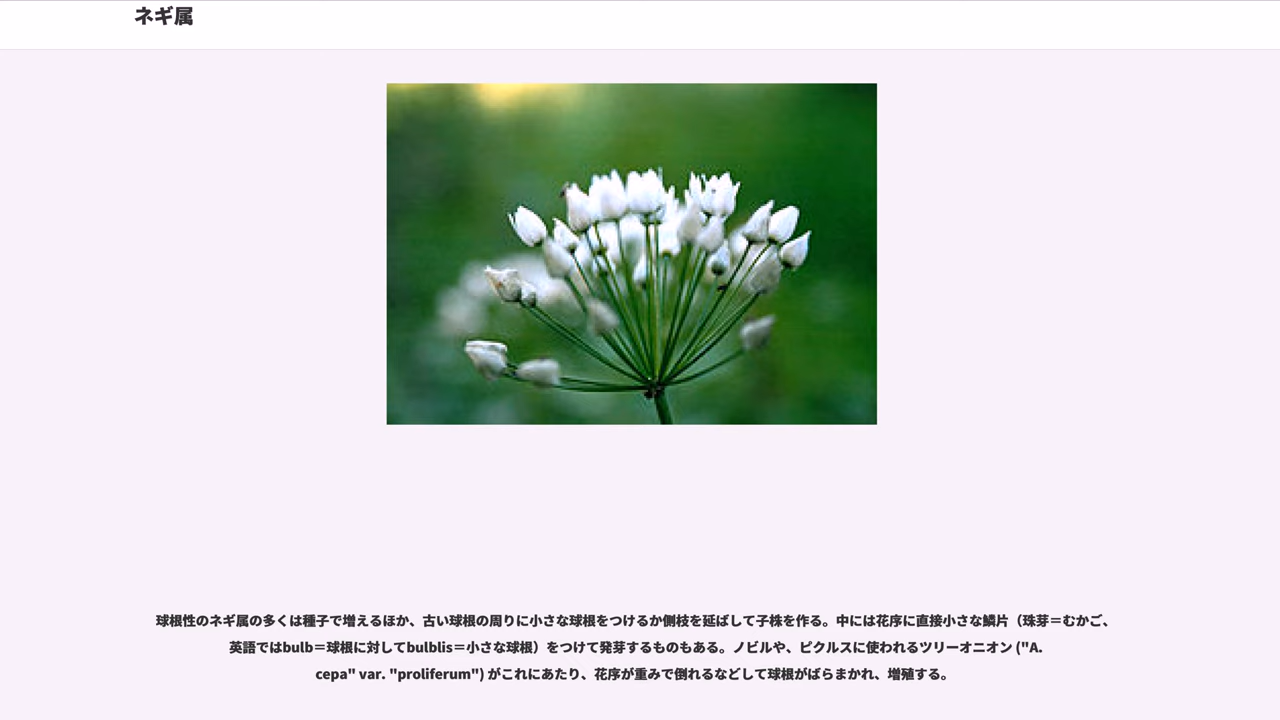 ネギ属
球根性のネギ属の多くは種子で増えるほか、古い球根の周りに小さな球根をつけるか側枝を延ばして子株を作る。中には花序に直接小さな鱗片（珠芽＝むかご、
英語ではbulb＝球根に対してbulblis＝小さな球根）をつけて発芽するものもある。ノビルや、ピクルスに使われるツリーオニオン ("A.
cepa" var. "proliferum") がこれにあたり、花序が重みで倒れるなどして球根がばらまかれ、増殖する。